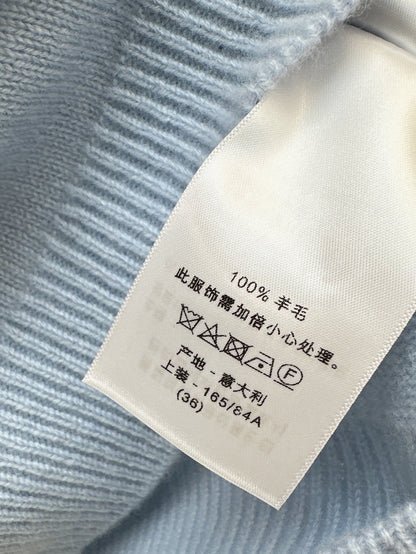 100% 羊毛
此服饰需加倍小心处理。
F
产地 - 意大利
上装 - 165/84A
(36)